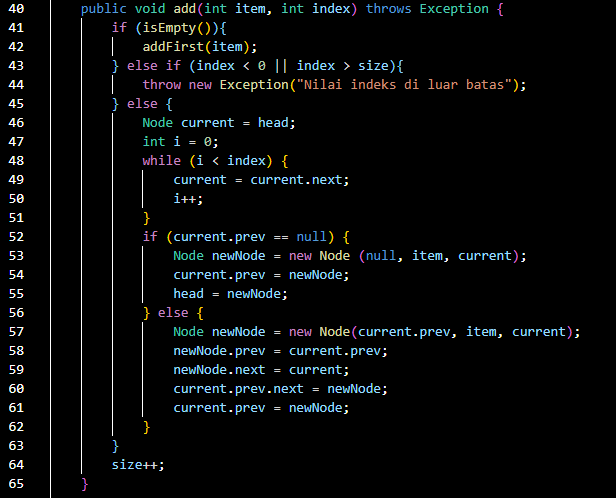 40 public void add(int item, int index) throws Exception {
41 if (isEmpty()){
42 addFirst(item);
43 } else if (index < 0 || index > size){
44 throw new Exception("Nilai indeks di luar batas");
45 } else {
46 Node current = head;
47 int i = 0;
48 while (i < index) {
49 current = current.next;
50 i++;
51 }
52 if (current.prev == null) {
53 Node newNode = new Node (null, item, current);
54 current.prev = newNode;
55 head = newNode;
56 } else {
57 Node newNode = new Node(current.prev, item, current);
58 newNode.prev = current.prev;
59 newNode.next = current;
60 current.prev.next = newNode;
61 current.prev = newNode;
62 }
63 }
64 size++;
65 }